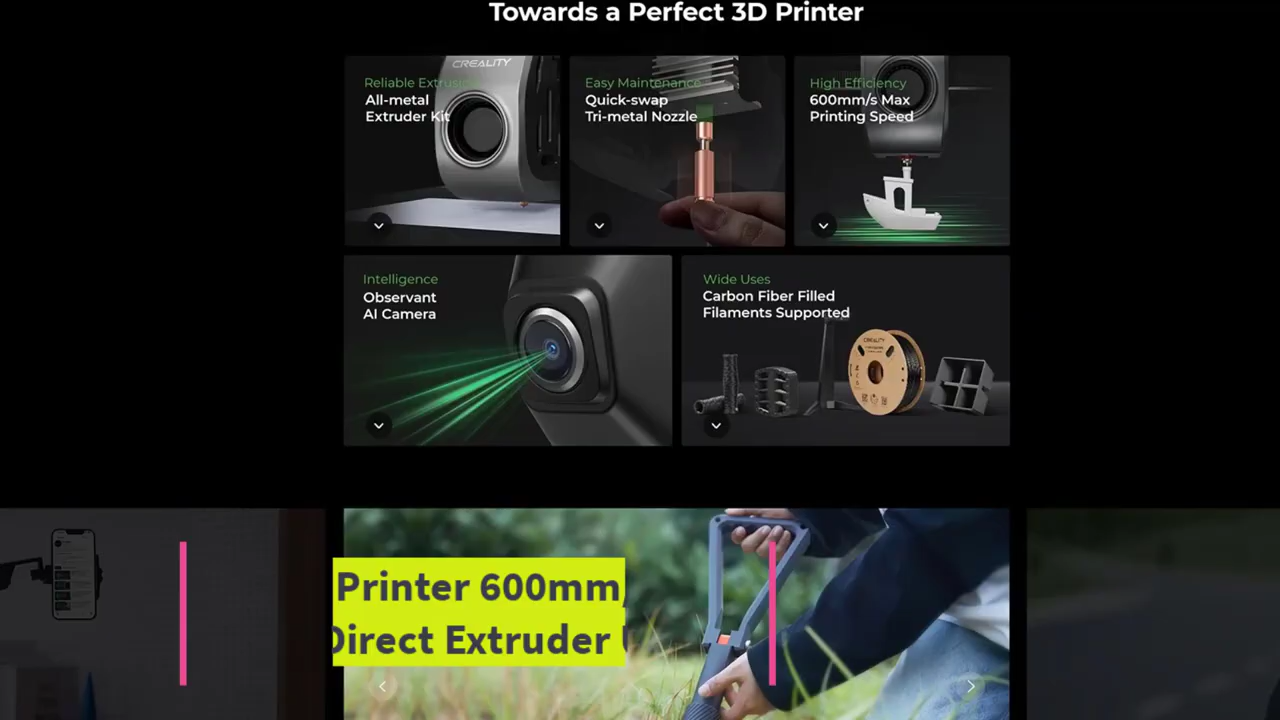 Towards a Perfect 3D Printer
CREALITY
Reliable Extrusion
All-metal
Extruder Kit
Easy Maintenance
Quick-swap
Tri-metal Nozzle
High Efficiency
600mm/s Max
Printing Speed
Intelligence
Observant
AI Camera
Wide Uses
Carbon Fiber Filled
Filaments Supported
CREALITY
Printer 600mm/
Direct Extruder